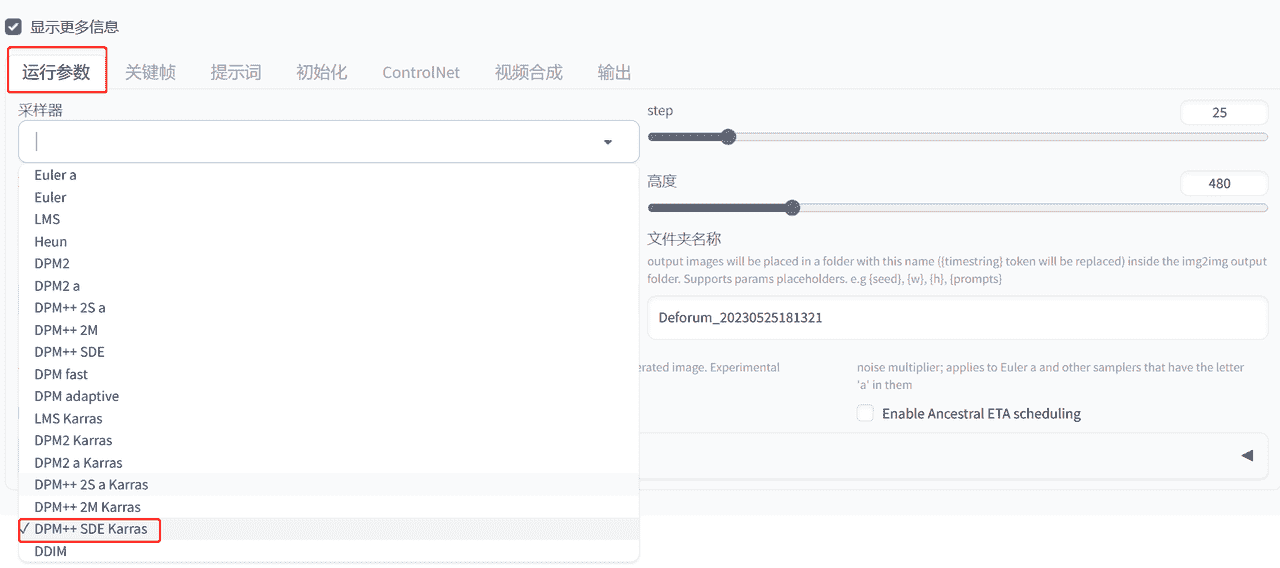 显示更多信息
运行参数 关键帧 提示词 初始化 ControlNet 视频合成 输出
采样器
step
25
Euler a
Euler
LMS
Heun
DPM2
DPM2 a
DPM++ 2S a
DPM++ 2M
DPM++ SDE
DPM fast
DPM adaptive
LMS Karras
DPM2 Karras
DPM2 a Karras
DPM++ 2S a Karras
DPM++ 2M Karras
DPM++ SDE Karras
DDIM
高度
480
文件夹名称
output images will be placed in a folder with this name ({timestring} token will be replaced) inside the img2img output
folder. Supports params placeholders. e.g {seed}, {w}, {h}, {prompts}
Deforum_20230525181321
image. Experimental
noise multiplier; applies to Euler a and other samplers that have the letter
'a' in them
Enable Ancestral ETA scheduling